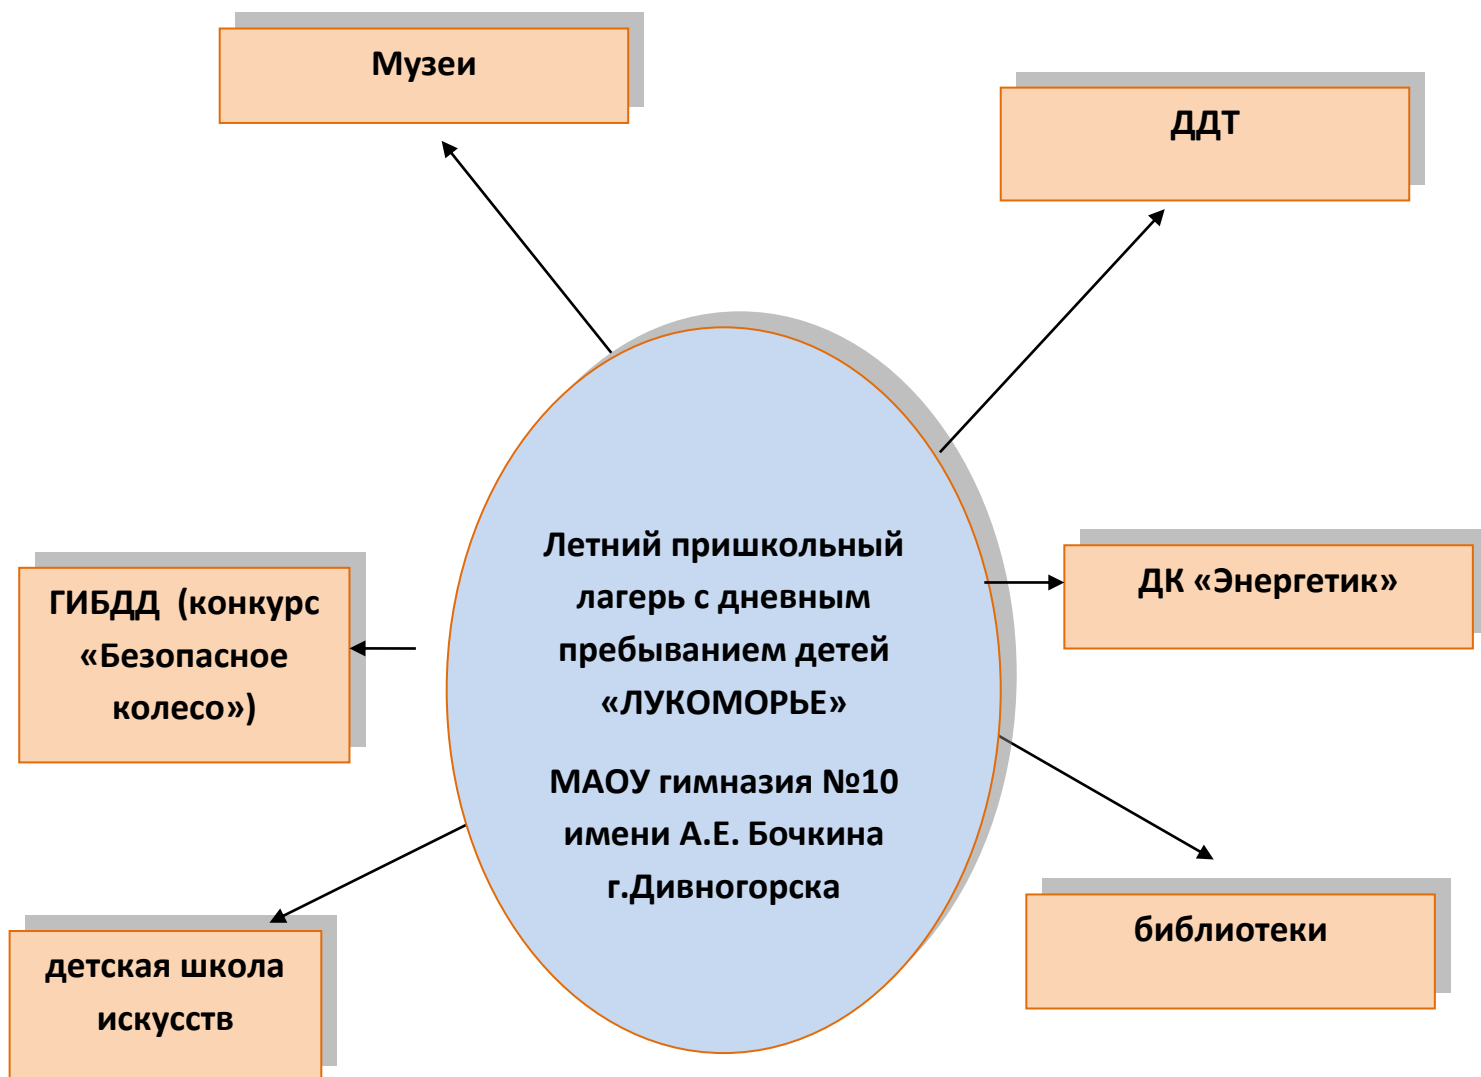 Музеи
ДДТ
Летний пришкольный
лагерь с дневным
пребыванием детей
«ЛУКОМОРЬЕ»
МАОУ гимназия №10
имени А.Е. Бочкина
г.Дивногорска
ДК «Энергетик»
ГИБДД (конкурс
«Безопасное
колесо»)
библиотеки
детская школа
искусств